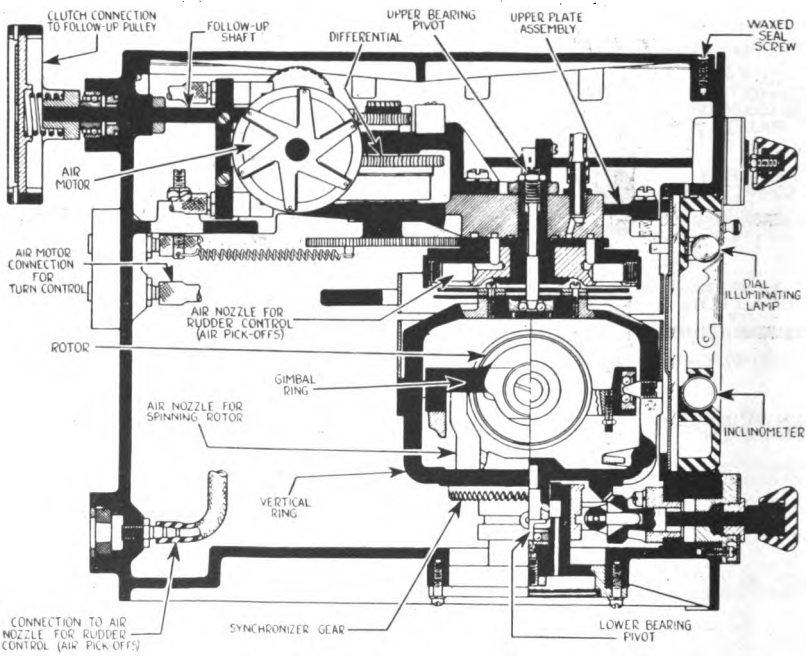 CLUTCH CONNECTION
TO FOLLOW-UP PULLEY
FOLLOW-UP
SHAFT
DIFFERENTIAL
UPPER BEARING
PIVOT
UPPER PLATE
ASSEMBLY
WAXED
SEAL
SCREW
AIR
MOTOR
AIR MOTOR
CONNECTION
FOR
TURN CONTROL
AIR NOZZLE FOR
RUDDER CONTROL
(AIR PICK-OFFS)
DIAL
ILLUMINATING
LAMP
ROTOR
GIMBAL
RING
AIR NOZZLE FOR
SPINNING ROTOR
INCLINOMETER
VERTICAL
RING
CONNECTION TO AIR
NOZZLE FOR RUDDER
CONTROL (AIR PICK-OFFS)
SYNCHRONIZER GEAR
LOWER BEARING
PIVOT